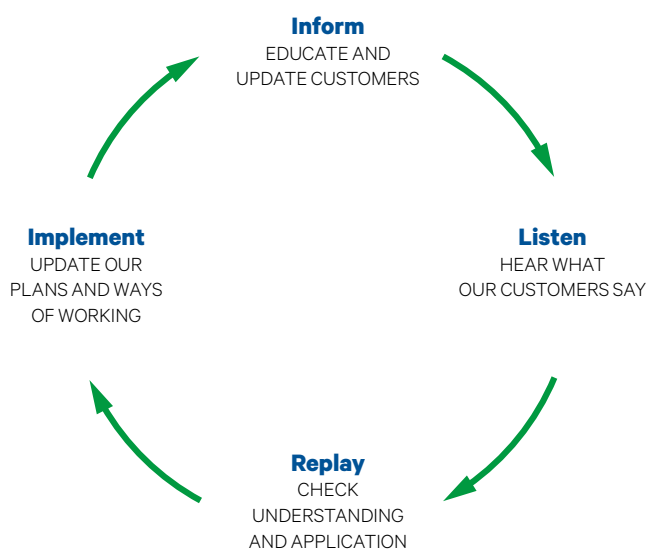 Inform
EDUCATE AND
UPDATE CUSTOMERS
Listen
HEAR WHAT
OUR CUSTOMERS SAY
Replay
CHECK
UNDERSTANDING
AND APPLICATION
Implement
UPDATE OUR
PLANS AND WAYS
OF WORKING